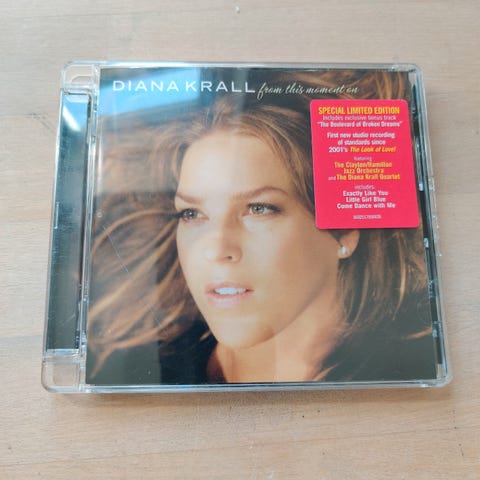 DIANA KRALL from this moment on
SPECIAL LIMITED EDITION
includes exclusive bonus track
"The Boulevard of Broken Dreams"
First new studio recording
of standards since
2001's The Look of Love!
featuring
The Clayton/Hamilton
Jazz Orchestra
and The Diana Krall Quartet
includes:
Exactly Like You
Little Girl Blue
Come Dance with Me